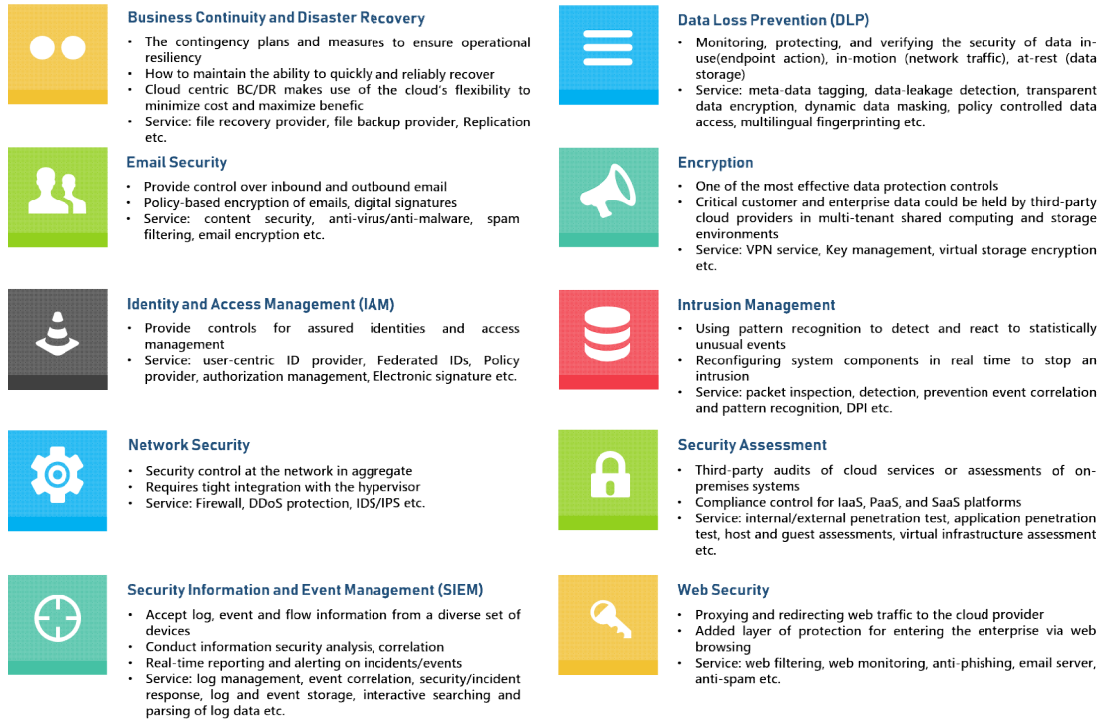 Business Continuity and Disaster Recovery
• The contingency plans and measures to ensure operational
resiliency
• How to maintain the ability to quickly and reliably recover
• Cloud centric BC/DR makes use of the cloud's flexibility to
minimize cost and maximize benefic
• Service: file recovery provider, file backup provider, Replication
etc.
Data Loss Prevention (DLP)
• Monitoring, protecting, and verifying the security of data in-
use(endpoint action), in-motion (network traffic), at-rest (data
storage)
• Service: meta-data tagging, data-leakage detection, transparent
data encryption, dynamic data masking, policy controlled data
access, multilingual fingerprinting etc.
Email Security
• Provide control over inbound and outbound email
• Policy-based encryption of emails, digital signatures
• Service: content security, anti-virus/anti-malware, spam
filtering, email encryption etc.
Encryption
• One of the most effective data protection controls
• Critical customer and enterprise data could be held by third-party
cloud providers in multi-tenant shared computing and storage
environments
• Service: VPN service, Key management, virtual storage encryption
etc.
Identity and Access Management (IAM)
• Provide controls for assured identities and access
management
• Service: user-centric ID provider, Federated IDs, Policy
provider, authorization management, Electronic signature etc.
Intrusion Management
• Using pattern recognition to detect and react to statistically
unusual events
• Reconfiguring system components in real time to stop an
intrusion
• Service: packet inspection, detection, prevention event correlation
and pattern recognition, DPI etc.
Network Security
• Security control at the network in aggregate
• Requires tight integration with the hypervisor
• Service: Firewall, DDoS protection, IDS/IPS etc.
Security Assessment
• Third-party audits of cloud services or assessments of on-
premises systems
• Compliance control for IaaS, PaaS, and SaaS platforms
• Service: internal/external penetration test, application penetration
test, host and guest assessments, virtual infrastructure assessment
etc.
Security Information and Event Management (SIEM)
• Accept log, event and flow information from a diverse set of
devices
• Conduct information security analysis, correlation
• Real-time reporting and alerting on incidents/events
• Service: log management, event correlation, security/incident
response, log and event storage, interactive searching and
parsing of log data etc.
Web Security
• Proxying and redirecting web traffic to the cloud provider
• Added layer of protection for entering the enterprise via web
browsing
• Service: web filtering, web monitoring, anti-phishing, email server,
anti-spam etc.